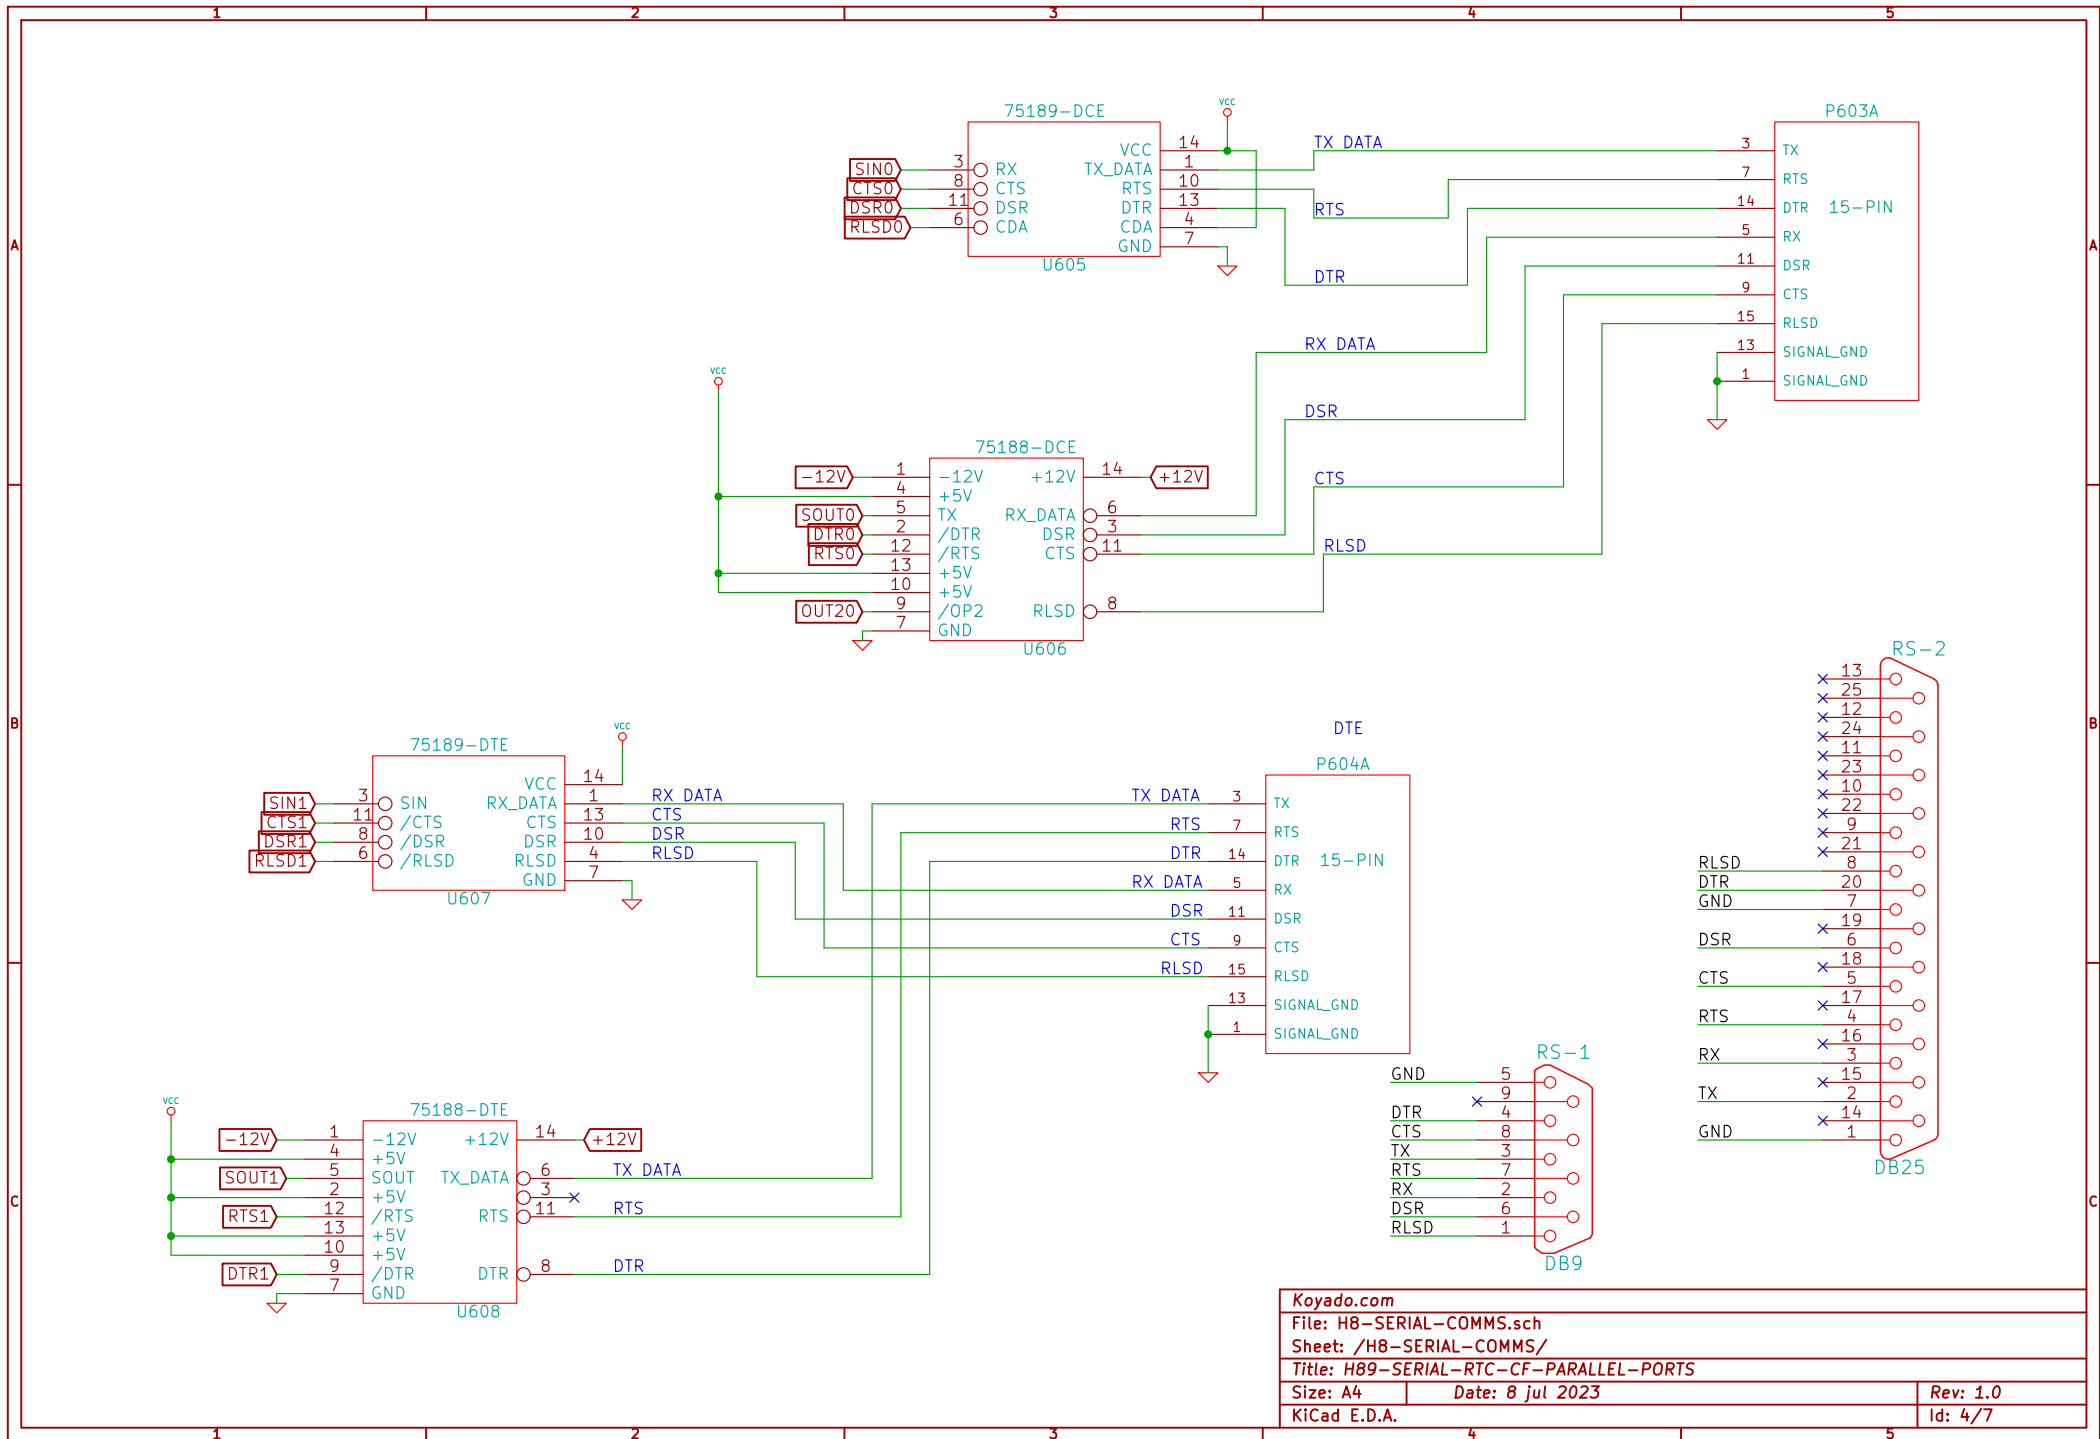 1 2 3 4 5
A A
B B
C C
75189-DCE
VCC
SIN0 3 RX
CTS0 8 CTS
DSR0 11 DSR
RLSD0 6 CDA
VCC 14
TX_DATA 1
RTS 10
DTR 13
CDA 4
GND 7
U605
TX DATA
RTS
DTR
RX DATA
DSR
CTS
RLSD
P603A
15-PIN
3 TX
7 RTS
14 DTR
5 RX
11 DSR
9 CTS
15 RLSD
13 SIGNAL_GND
1 SIGNAL_GND
VCC
75188-DCE
-12V 1 -12V
4 +5V
SOUT0 5 TX
DTR0 2 /DTR
RTS0 12 /RTS
13 +5V
10 +5V
OUT20 9 /OP2
7 GND
+12V 14 +12V
RX_DATA 6
DSR 3
CTS 11
RLSD 8
U606
75189-DTE
VCC
SIN1 3 SIN
CTS1 11 /CTS
DSR1 8 /DSR
RLSD1 6 /RLSD
VCC 14
RX_DATA 1 RX DATA
CTS 13 CTS
DSR 10 DSR
RLSD 4 RLSD
GND 7
U607
DTE
P604A
15-PIN
TX DATA 3 TX
RTS 7 RTS
DTR 14 DTR
RX DATA 5 RX
DSR 11 DSR
CTS 9 CTS
RLSD 15 RLSD
13 SIGNAL_GND
1 SIGNAL_GND
VCC
75188-DTE
-12V 1 -12V
4 +5V
SOUT1 5 SOUT
2 +5V
RTS1 12 /RTS
13 +5V
10 +5V
DTR1 9 /DTR
7 GND
+12V 14 +12V
TX_DATA 6 TX DATA
3
RTS 11 RTS
DTR 8 DTR
U608
RS-1
GND 5
9
DTR 4
CTS 8
TX 3
RTS 7
RX 2
DSR 6
RLSD 1
DB9
RS-2
13
25
12
24
11
23
10
22
9
21
RLSD 8
DTR 20
GND 7
19
DSR 6
18
CTS 5
17
RTS 4
16
RX 3
15
TX 2
14
GND 1
DB25
Koyado.com
File: H8-SERIAL-COMMS.sch
Sheet: /H8-SERIAL-COMMS/
Title: H89-SERIAL-RTC-CF-PARALLEL-PORTS
Size: A4 Date: 8 jul 2023 Rev: 1.0
KiCad E.D.A. Id: 4/7
1 2 3 4 5